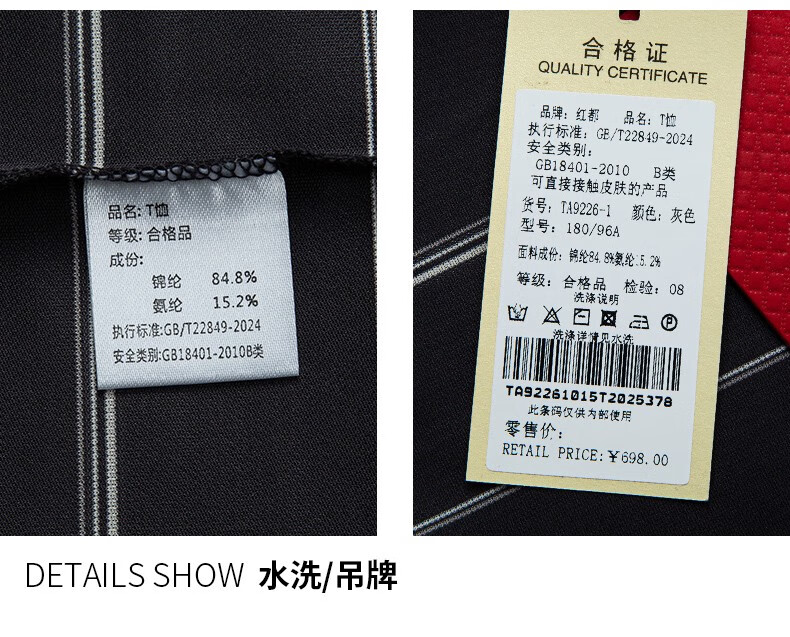 品名: T恤
等级: 合格品
成份:
锦纶 84.8%
氨纶 15.2%
执行标准:GB/T22849-2024
安全类别:GB18401-2010B类
合格证
QUALITY CERTIFICATE
品牌: 红都 品名: T恤
执行标准: GB/T22849-2024
安全类别:
GB18401-2010 B类
可直接接触皮肤的产品
货号: TA9226-1 颜色: 灰色
型号: 180/96A
面料成份: 锦纶84.8%氨纶.5.2%
等级: 合格品 检验: 08
洗涤说明
洗涤详情见水洗
TA92261015T2025378
此条码仅供内部使用
零售价:
RETAIL PRICE:¥698.00
DETAILS SHOW 水洗/吊牌